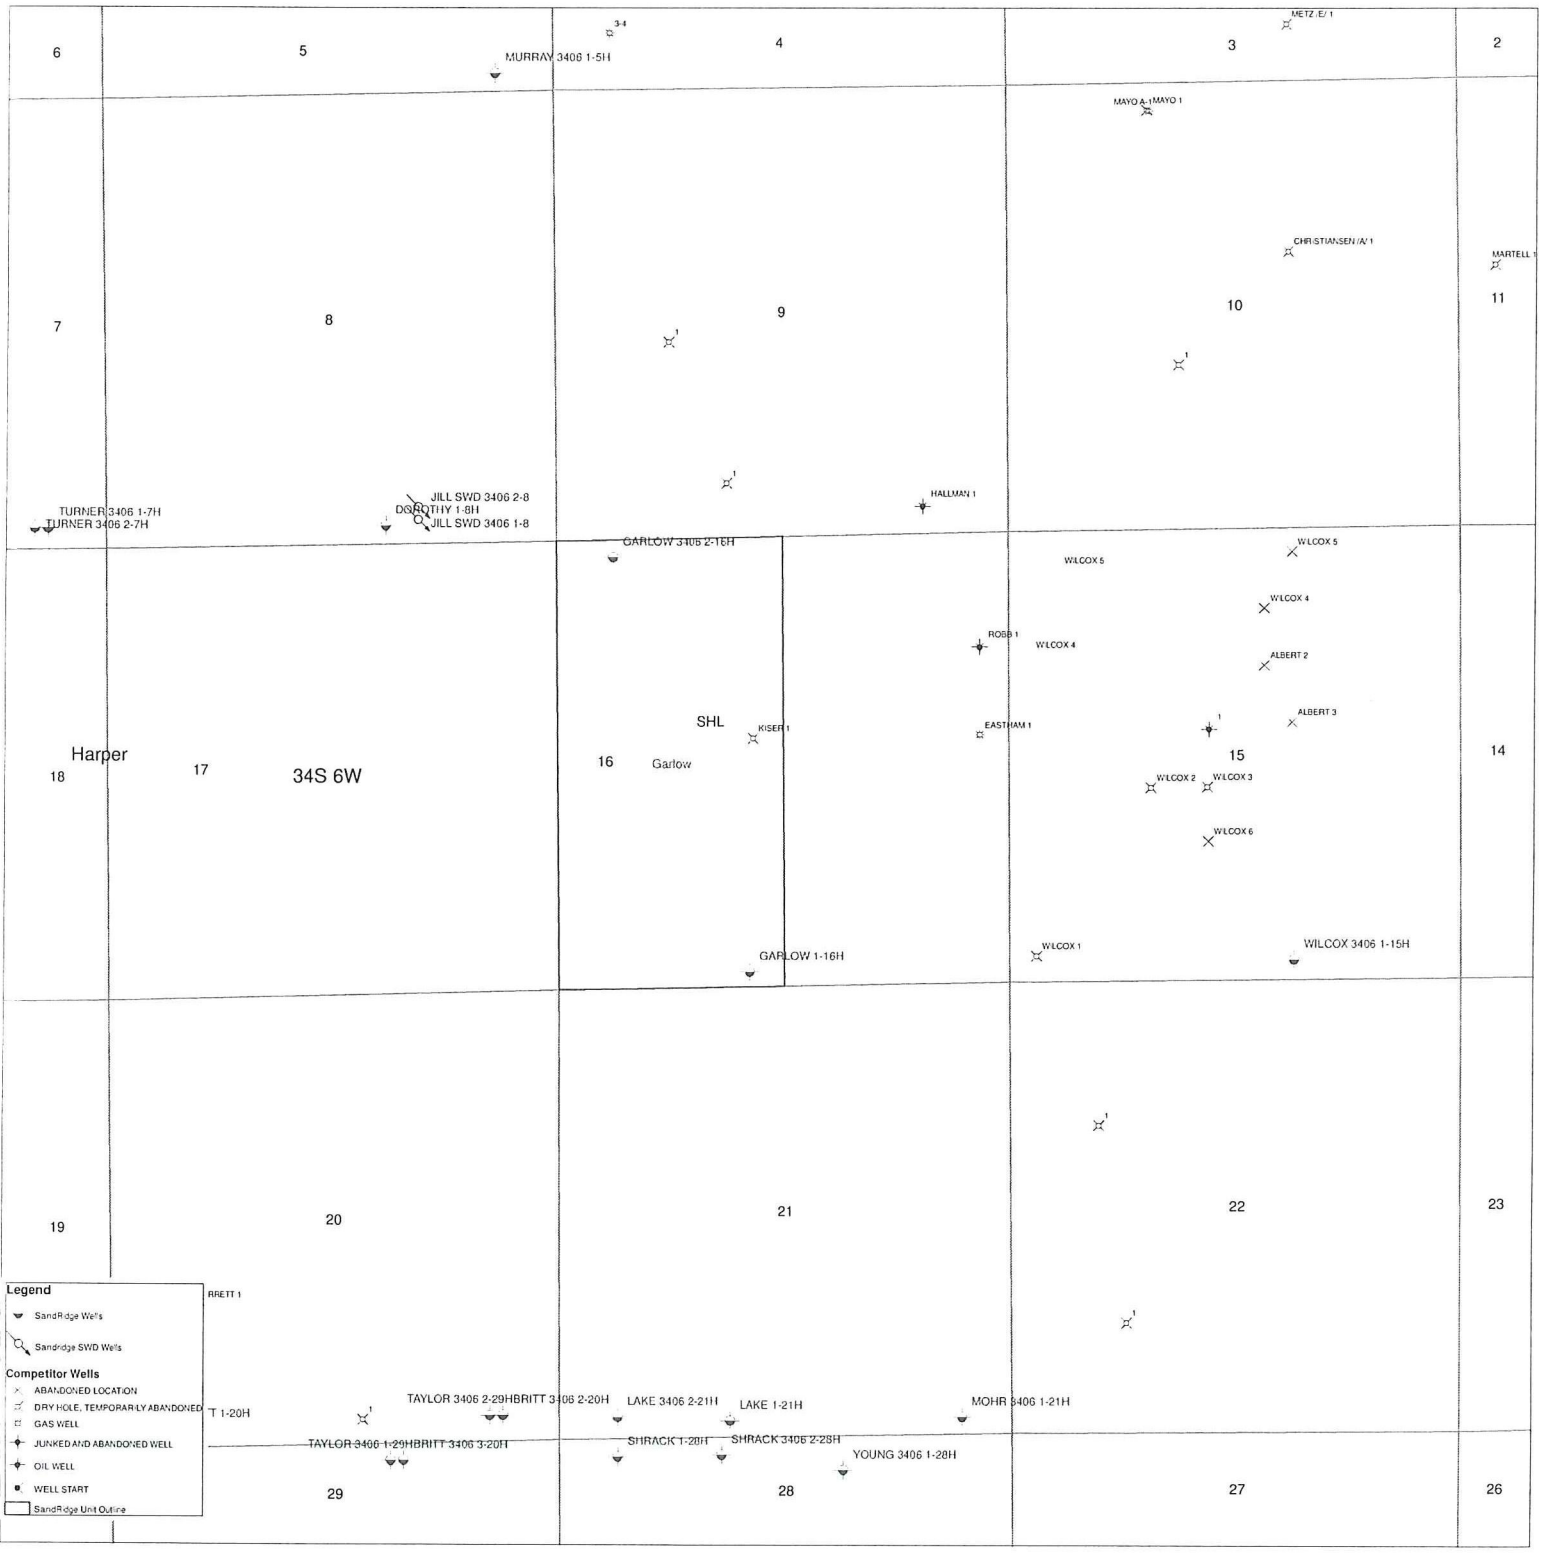 METZ /E/ 1
3-4
6
5
4
3
2
MURRAY 3406 1-5H
MAYO A-1 MAYO 1
CHRISTIANSEN /A/ 1
MARTELL 1
7
8
9
10
11
1
1
1
HALLMAN 1
JILL SWD 3406 2-8
TURNER 3406 1-7H
DOROTHY 1-8H
TURNER 3406 2-7H
JILL SWD 3406 1-8
GARLOW 3406 2-16H
WILCOX 5
WILCOX 5
WILCOX 4
ROBB 1
WILCOX 4
ALBERT 2
SHL
KISER 1
EASTHAM 1
1
ALBERT 3
Harper
18
17
34S 6W
16
Garlow
15
14
WILCOX 2
WILCOX 3
WILCOX 6
GARLOW 1-16H
WILCOX 1
WILCOX 3406 1-15H
1
19
20
21
22
23
1
Legend
RRETT 1
SandRidge Wells
Sandridge SWD Wells
Competitor Wells
ABANDONED LOCATION
DRY HOLE, TEMPORARILY ABANDONED
GAS WELL
JUNKED AND ABANDONED WELL
OIL WELL
WELL START
SandRidge Unit Outline
T 1-20H
1
TAYLOR 3406 2-29H
BRITT 3406 2-20H
LAKE 3406 2-21H
LAKE 1-21H
MOHR 3406 1-21H
TAYLOR 3406 1-29H
BRITT 3406 3-20H
SHRACK 1-28H
SHRACK 3406 2-28H
YOUNG 3406 1-28H
29
28
27
26